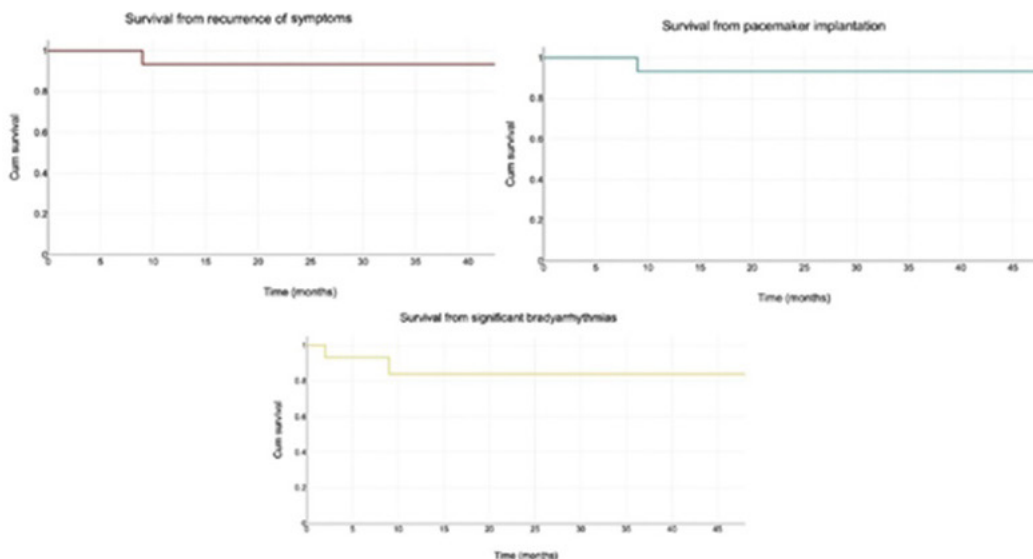 Survival from recurrence of symptoms
1
0.8
0.6
0.4
0.2
0
Cum survival
0 5 10 15 20 25 30 35 40
Time (months)
Survival from pacemaker implantation
1
0.8
0.6
0.4
0.2
0
Cum survival
0 5 10 15 20 25 30 35 40 45
Time (months)
Survival from significant bradyarrhythmias
1
0.8
0.6
0.4
0.2
0
Cum survival
0 5 10 15 20 25 30 35 40 45
Time (months)